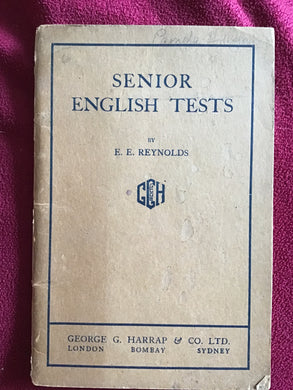 SENIOR
ENGLISH TESTS
BY
E. E. REYNOLDS
GGH
GEORGE G. HARRAP & CO. LTD.
LONDON BOMBAY SYDNEY